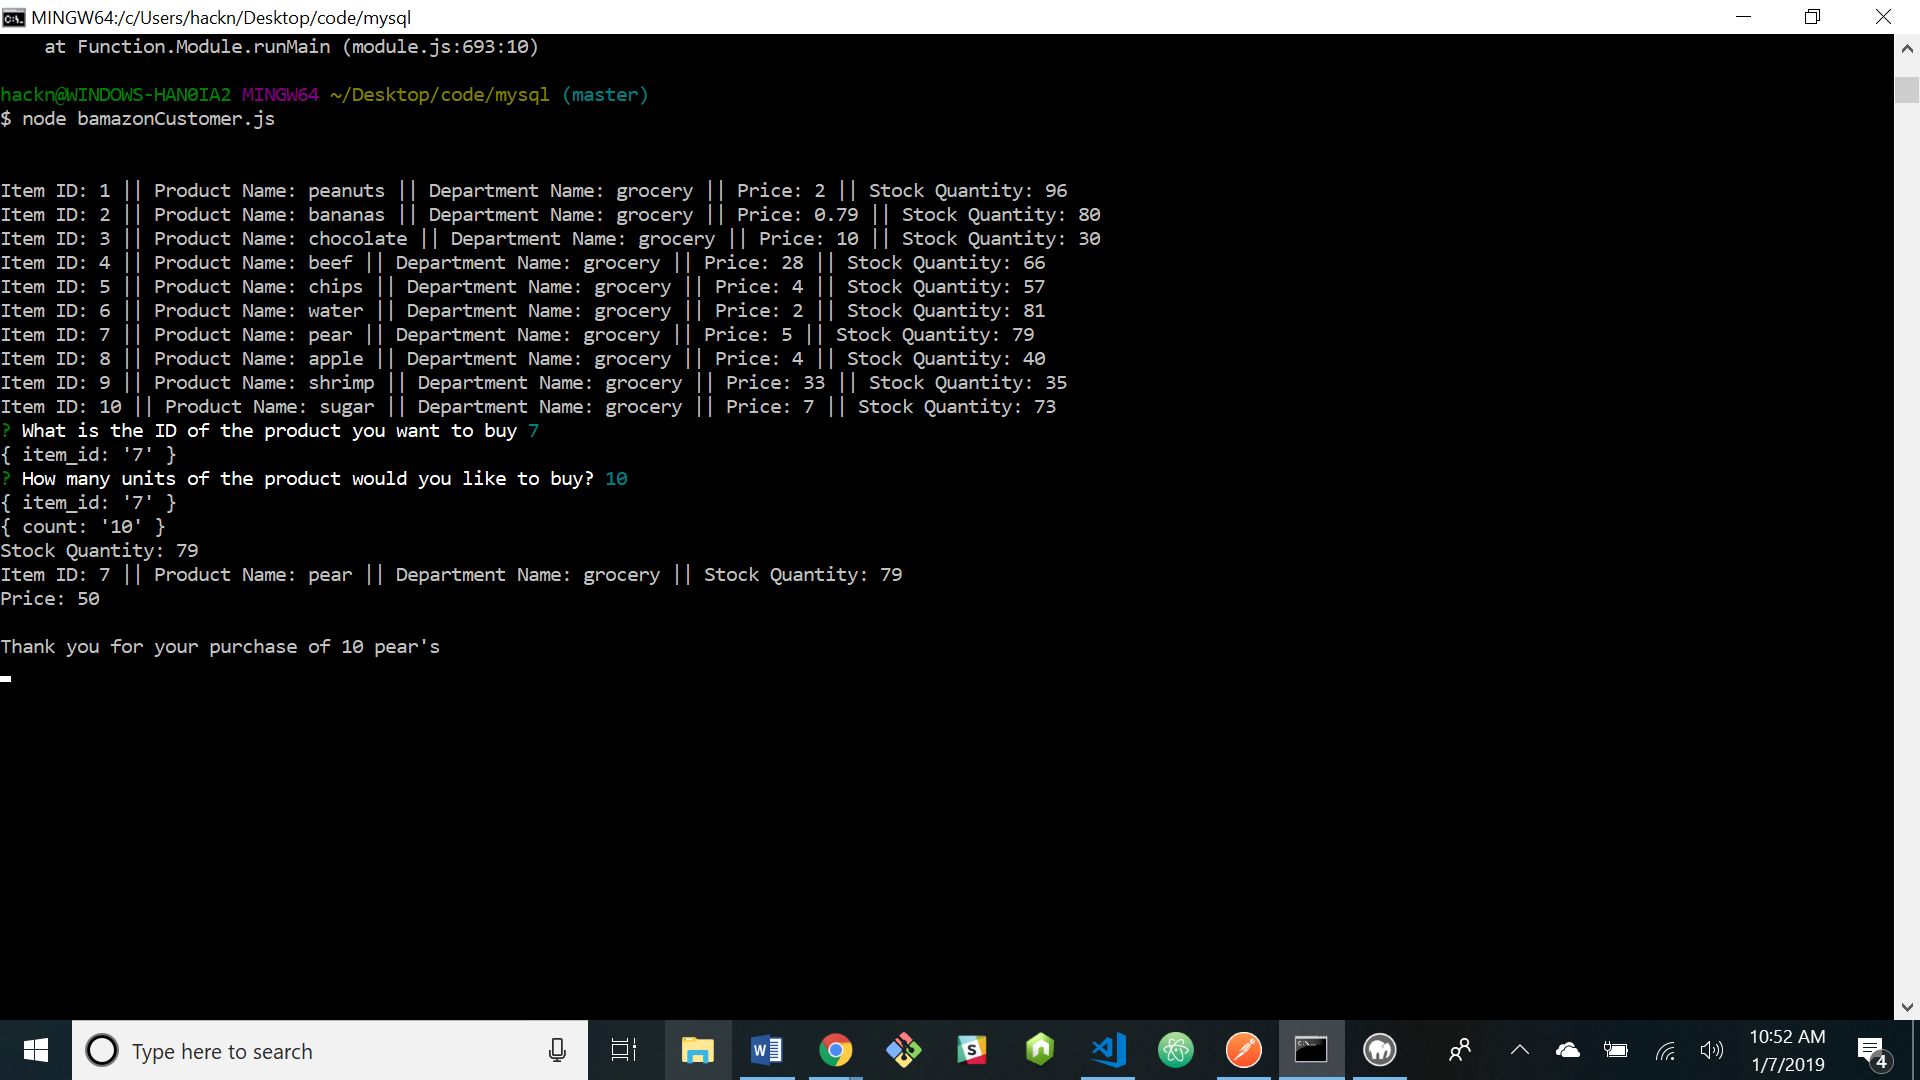 MINGW64:/c/Users/hackn/Desktop/code/mysql
    at Function.Module.runMain (module.js:693:10)
hackn@WINDOWS-HAN0IA2 MINGW64 ~/Desktop/code/mysql (master)
$ node bamazonCustomer.js
Item ID: 1 || Product Name: peanuts || Department Name: grocery || Price: 2 || Stock Quantity: 96
Item ID: 2 || Product Name: bananas || Department Name: grocery || Price: 0.79 || Stock Quantity: 80
Item ID: 3 || Product Name: chocolate || Department Name: grocery || Price: 10 || Stock Quantity: 30
Item ID: 4 || Product Name: beef || Department Name: grocery || Price: 28 || Stock Quantity: 66
Item ID: 5 || Product Name: chips || Department Name: grocery || Price: 4 || Stock Quantity: 57
Item ID: 6 || Product Name: water || Department Name: grocery || Price: 2 || Stock Quantity: 81
Item ID: 7 || Product Name: pear || Department Name: grocery || Price: 5 || Stock Quantity: 79
Item ID: 8 || Product Name: apple || Department Name: grocery || Price: 4 || Stock Quantity: 40
Item ID: 9 || Product Name: shrimp || Department Name: grocery || Price: 33 || Stock Quantity: 35
Item ID: 10 || Product Name: sugar || Department Name: grocery || Price: 7 || Stock Quantity: 73
? What is the ID of the product you want to buy 7
{ item_id: '7' }
? How many units of the product would you like to buy? 10
{ item_id: '7' }
{ count: '10' }
Stock Quantity: 79
Item ID: 7 || Product Name: pear || Department Name: grocery || Stock Quantity: 79
Price: 50
Thank you for your purchase of 10 pear's
Type here to search
10:52 AM
1/7/2019
4